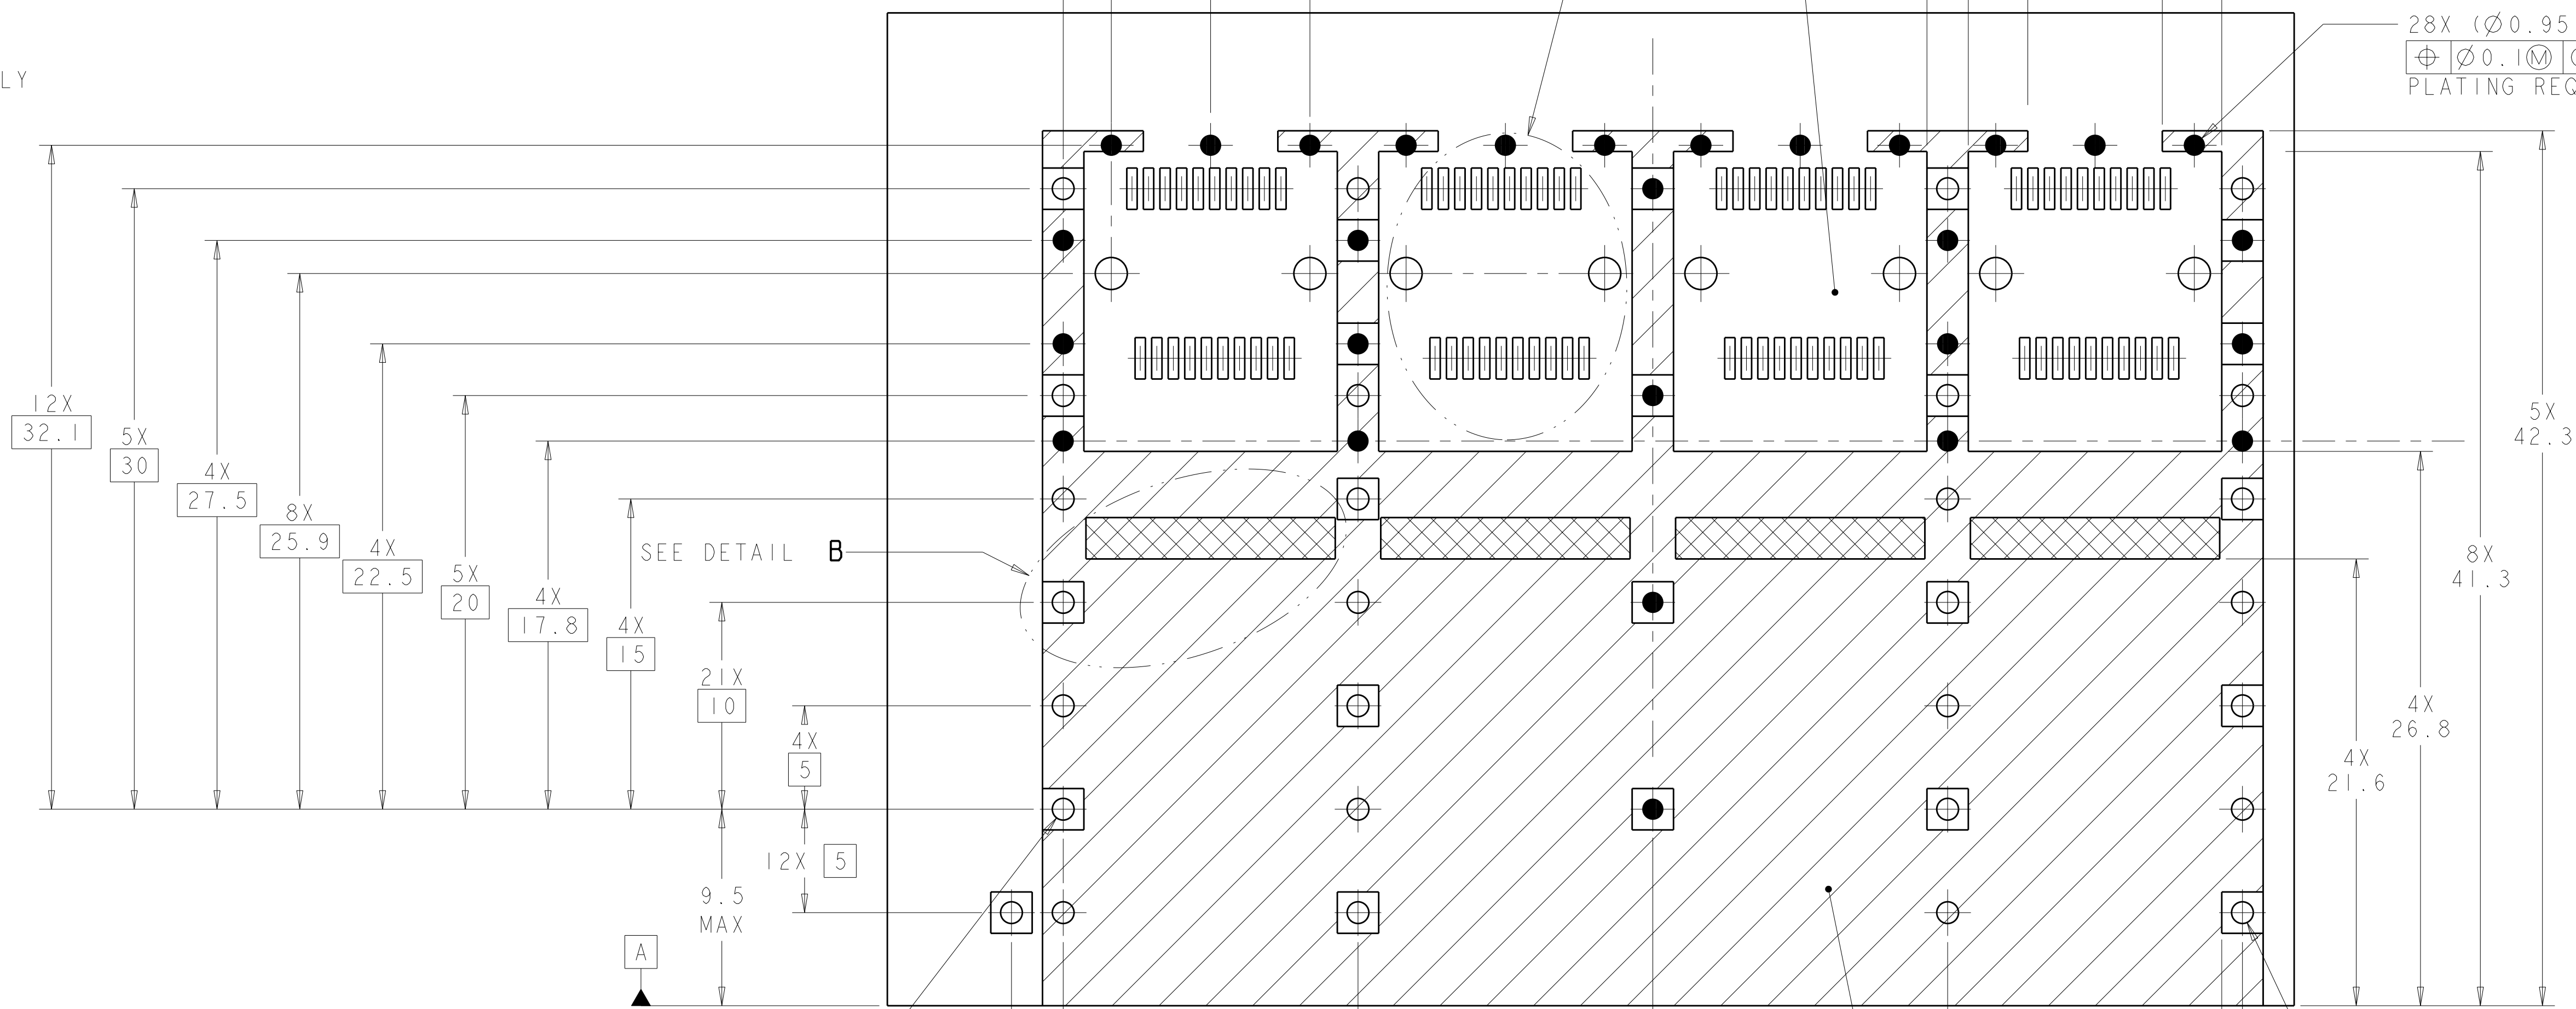 LY
28X (Ø0.95
⌖ Ø0.1Ⓜ
PLATING REQ
12X
32.1
5X
30
4X
27.5
8X
25.9
4X
22.5
5X
20
4X
17.8
4X
15
21X
10
4X
5
12X 5
9.5
MAX
A
SEE DETAIL B
5X
42.3
8X
41.3
4X
26.8
4X
21.6